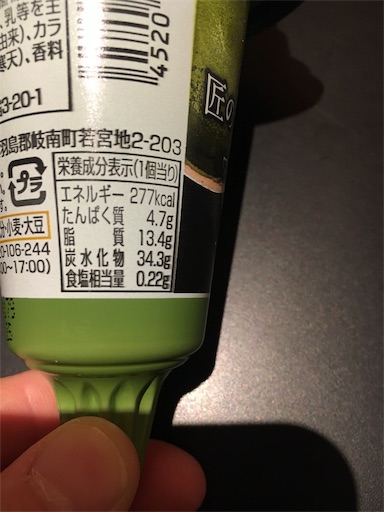 、乳等を主
由来)、カラ
寒天)、香料
4520
3-20-1
羽島郡岐南町若宮地2-203
プラ
栄養成分表示(1個当り)
エネルギー 277kcal
たんぱく質 4.7g
脂 質 13.4g
炭水化物 34.3g
食塩相当量 0.22g
小麦・大豆
0-106-244
00~17:00)
匠の